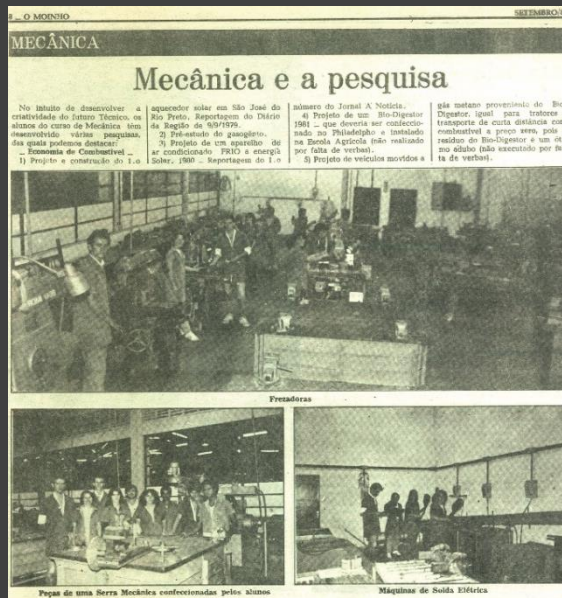 8 _ O MOINHO
SETEMBRO/
MECÂNICA
Mecânica e a pesquisa
No intuito de desenvolver a
criatividade do futuro Técnico, os
alunos do curso de Mecânica têm
desenvolvido várias pesquisas,
das quais podemos destacar:
_ Economia de Combustível _
1) Projeto e construção do 1.o
aquecedor solar em São José do
Rio Preto. Reportagem do Diário
da Região de 9/9/1979.
2) Pré-estudo do gasogêto.
3) Projeto de um aparelho de
ar condicionado FRIO a energia
Solar, 1980 _ Reportagem do 1.o
número do Jornal A Notícia.
4) Projeto de um Bio-Digestor
1981 _ que deveria ser confeccio-
nado no Philadelpho e instalado
na Escola Agrícola (não realizado
por falta de verbas).
5) Projeto de veículos movidos a
gás metano proveniente do Bio
Digestor, igual para tratores
transporte de curta distância com
combustível a preço zero, pois
resíduo do Bio-Digestor é um óti
mo adubo (não executado por fal
ta de verbas).
Frezadoras
Peças de uma Serra Mecânica confeccionadas pelos alunos
Máquinas de Solda Elétrica